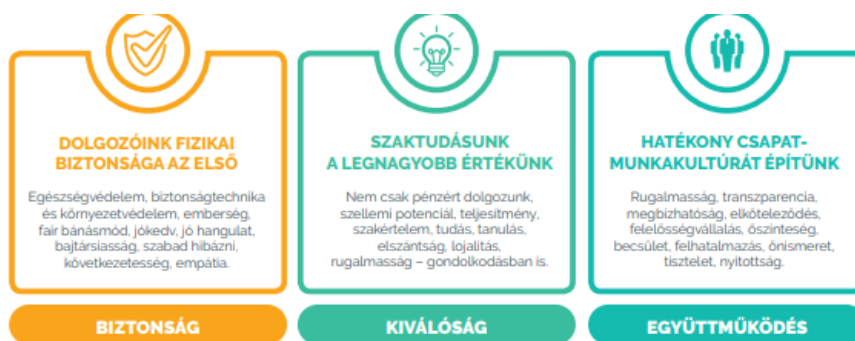 DOLGOZÓINK FIZIKAI
BIZTONSÁGA AZ ELSŐ
Egészségvédelem, biztonságtechnika
és környezetvédelem, emberség,
fair bánásmód, jókedv, jó hangulat,
bajtársiasság, szabad hibázni,
következetesség, empátia.
BIZTONSÁG
SZAKTUDÁSUNK
A LEGNAGYOBB ÉRTÉKÜNK
Nem csak pénzért dolgozunk,
szellemi potenciál, teljesítmény,
szakértelem, tudás, tanulás,
elszántság, lojalitás,
rugalmasság – gondolkodásban is.
KIVÁLÓSÁG
HATÉKONY CSAPAT-
MUNKAKULTÚRÁT ÉPÍTÜNK
Rugalmasság, transzparencia,
megbízhatóság, elköteleződés,
felelősségvállalás, őszinteség,
becsület, felhatalmazás, önismeret,
tisztelet, nyitottság.
EGYÜTTMŰKÖDÉS